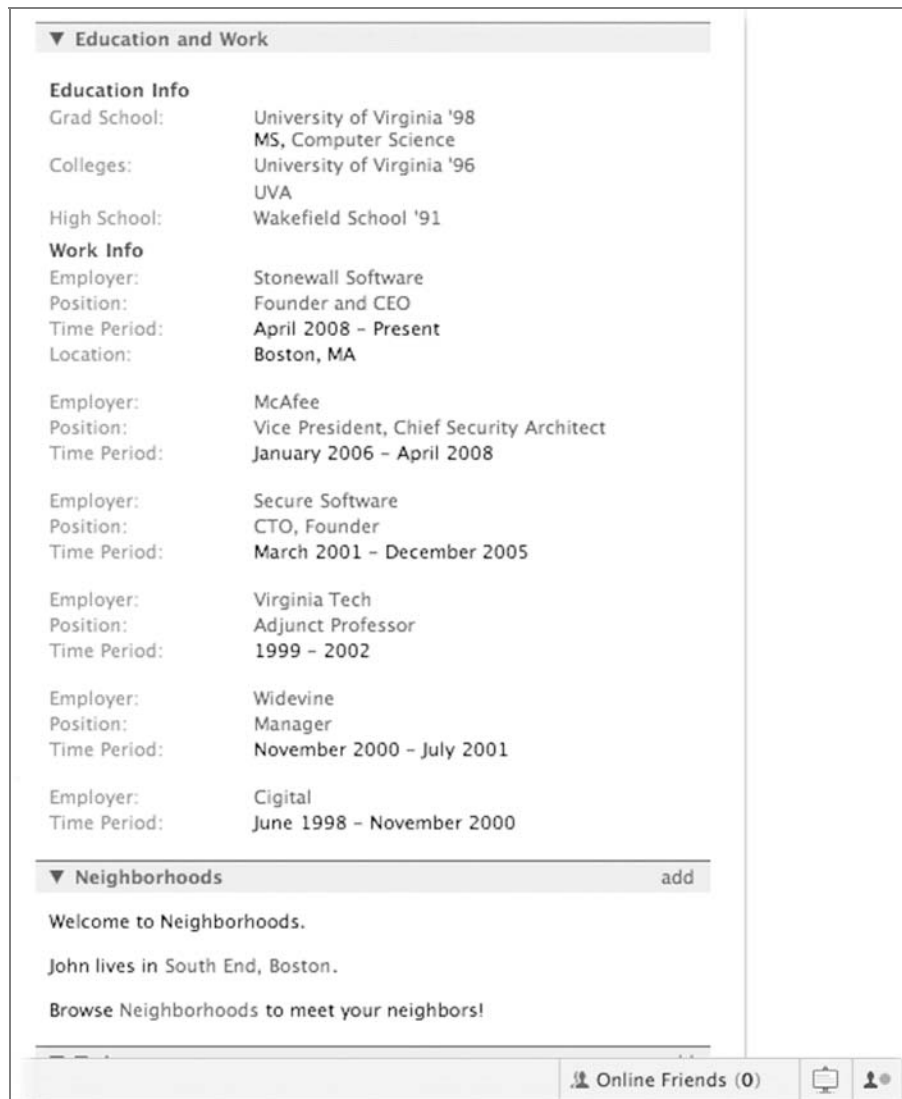 ▼ Education and Work
Education Info
Grad School: University of Virginia '98
MS, Computer Science
Colleges: University of Virginia '96
UVA
High School: Wakefield School '91
Work Info
Employer: Stonewall Software
Position: Founder and CEO
Time Period: April 2008 – Present
Location: Boston, MA
Employer: McAfee
Position: Vice President, Chief Security Architect
Time Period: January 2006 – April 2008
Employer: Secure Software
Position: CTO, Founder
Time Period: March 2001 – December 2005
Employer: Virginia Tech
Position: Adjunct Professor
Time Period: 1999 – 2002
Employer: Widevine
Position: Manager
Time Period: November 2000 – July 2001
Employer: Cigital
Time Period: June 1998 – November 2000
▼ Neighborhoods add
Welcome to Neighborhoods.
John lives in South End, Boston.
Browse Neighborhoods to meet your neighbors!
Online Friends (0)